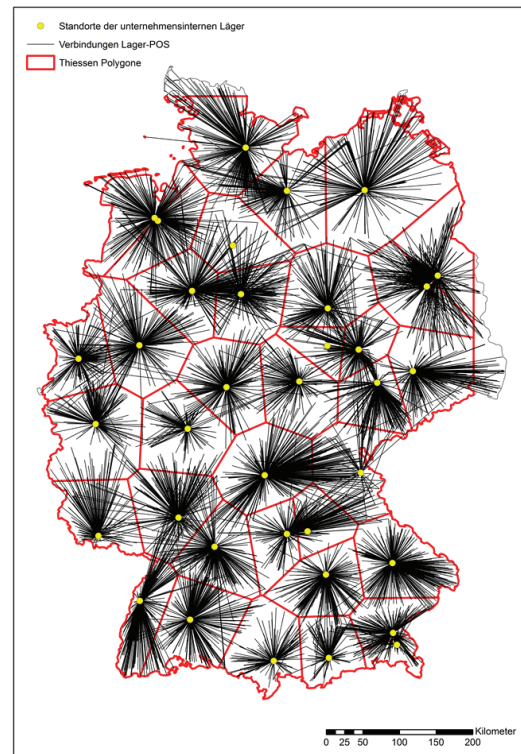 Standorte der unternehmensinternen Läger
Verbindungen Lager-POS
Thiessen Polygone
Kilometer
0 25 50 100 150 200